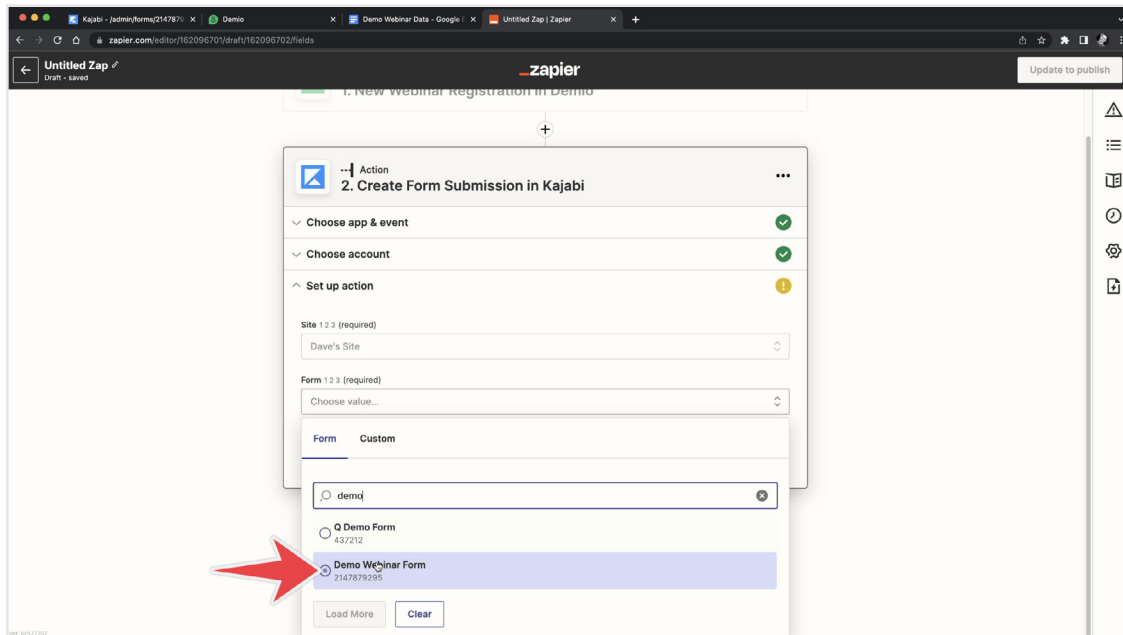 Kajabi - /admin/forms/2147879
Demio
Demo Webinar Data - Google
Untitled Zap | Zapier
zapier.com/editor/162096701/draft/162096702/fields
Untitled Zap
Draft - saved
_zapier
Update to publish
1. New Webinar Registration in Demio
Action
2. Create Form Submission in Kajabi
Choose app & event
Choose account
Set up action
Site 1 2 3 (required)
Dave's Site
Form 1 2 3 (required)
Choose value...
Form
Custom
demo
Q Demo Form
437212
Demo Webinar Form
2147879295
Load More
Clear